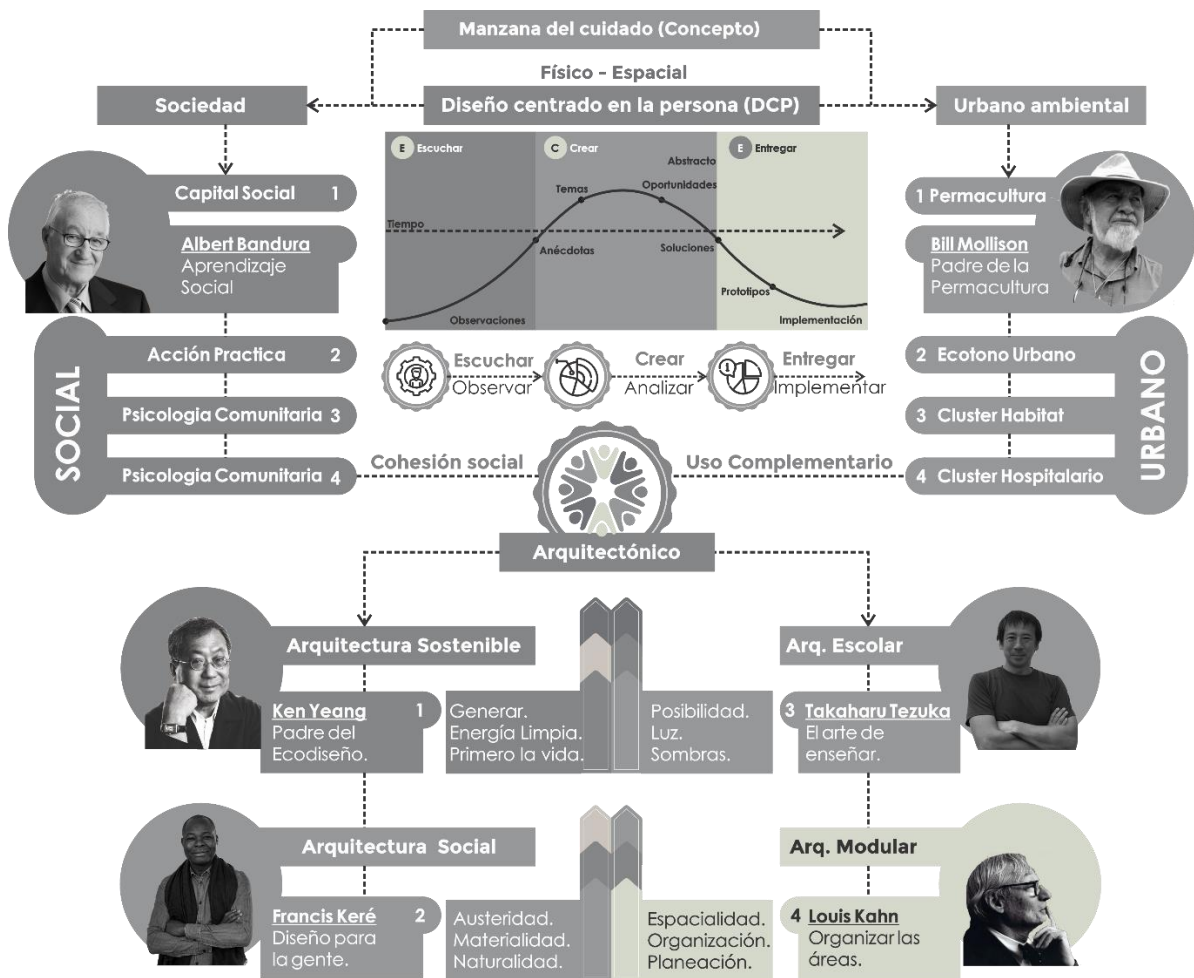 Manzana del cuidado (Concepto)
Físico - Espacial
Sociedad
Diseño centrado en la persona (DCP)
Urbano ambiental
E Escuchar
C Crear
E Entregar
Abstracto
Temas
Oportunidades
Tiempo
Anécdotas
Soluciones
Prototipos
Observaciones
Implementación
Capital Social 1
Albert Bandura
Aprendizaje
Social
1 Permacultura
Bill Mollison
Padre de la
Permacultura
SOCIAL
Acción Practica 2
Psicologia Comunitaria 3
Psicologia Comunitaria 4
Escuchar
Observar
Crear
Analizar
Entregar
Implementar
2 Ecotono Urbano
3 Cluster Habitat
4 Cluster Hospitalario
URBANO
Cohesión social
Uso Complementario
Arquitectónico
Arquitectura Sostenible
Ken Yeang 1
Padre del
Ecodiseño.
Generar.
Energía Limpia.
Primero la vida.
Posibilidad.
Luz.
Sombras.
Arq. Escolar
3 Takaharu Tezuka
El arte de
enseñar.
Arquitectura Social
Francis Keré 2
Diseño para
la gente.
Austeridad.
Materialidad.
Naturalidad.
Espacialidad.
Organización.
Planeación.
Arq. Modular
4 Louis Kahn
Organizar las
áreas.